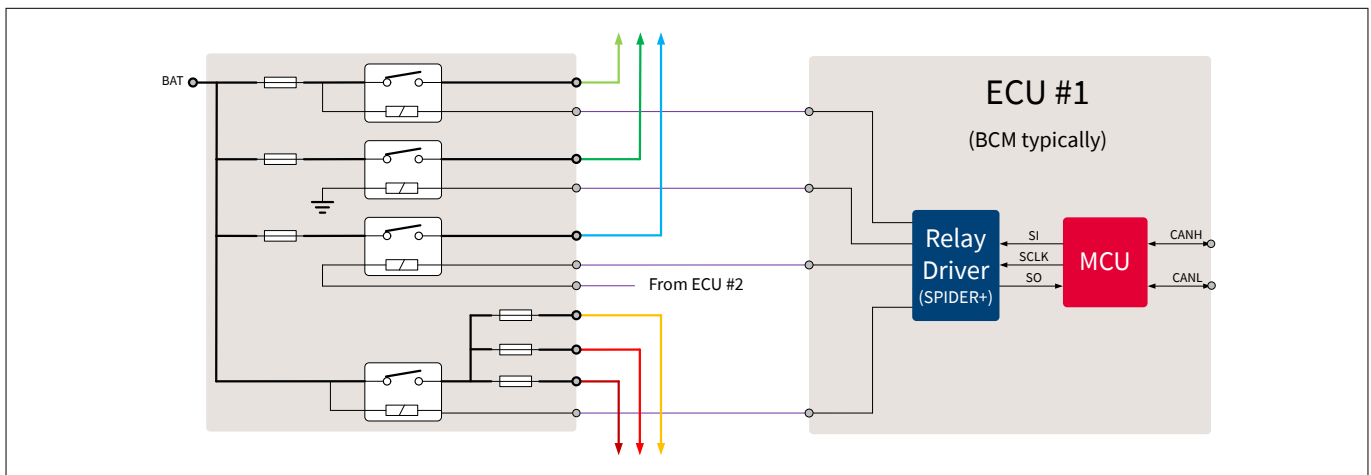 BAT
ECU #1
(BCM typically)
Relay
Driver
(SPIDER+)
SI
SCLK
SO
MCU
CANH
CANL
From ECU #2